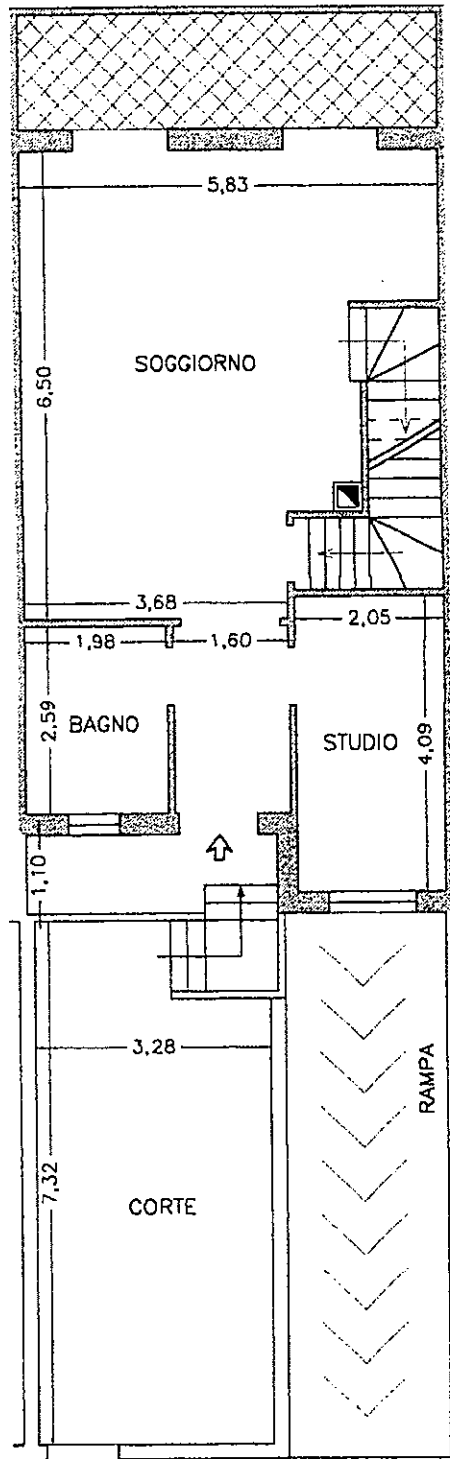 5,83
SOGGIORNO
6,50
3,68
2,05
1,98
1,60
2,59
BAGNO
STUDIO
4,09
1,10
3,28
RAMPA
7,32
CORTE